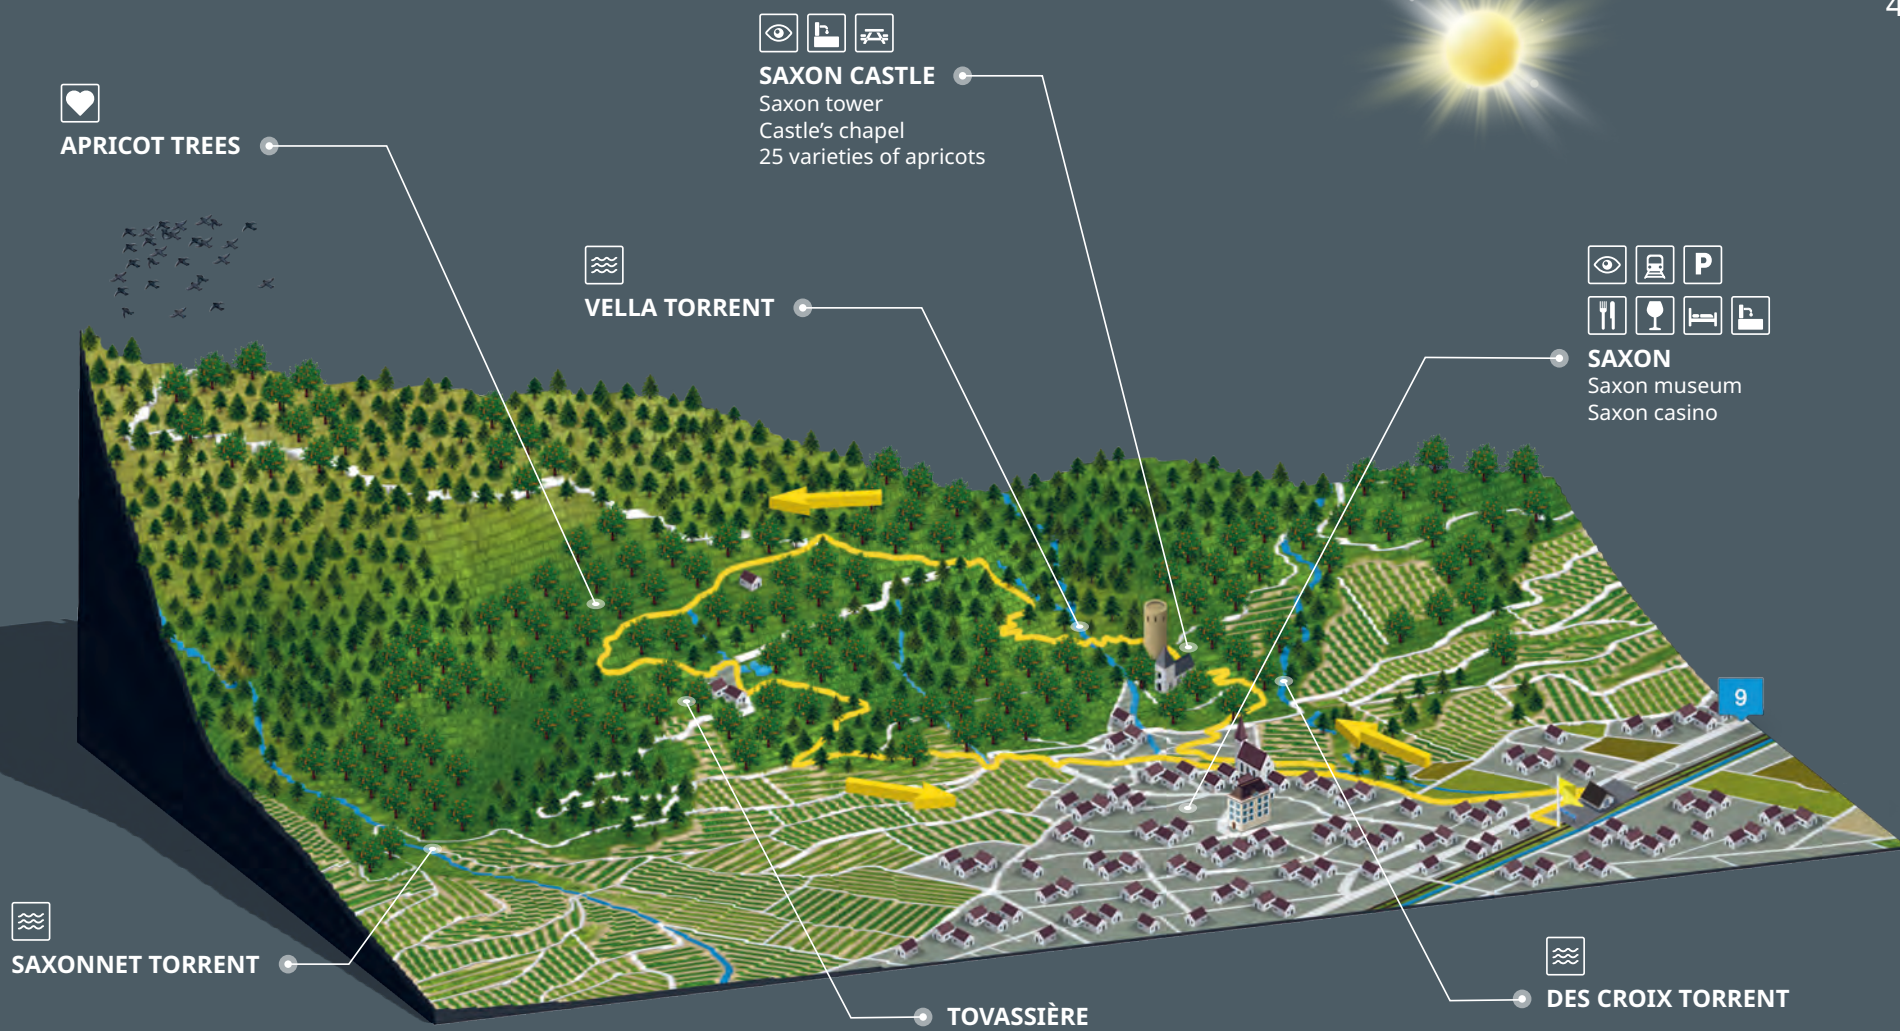 4
SAXON CASTLE
Saxon tower
Castle's chapel
25 varieties of apricots
APRICOT TREES
VELLA TORRENT
P
SAXON
Saxon museum
Saxon casino
9
SAXONNET TORRENT
TOVASSIÈRE
DES CROIX TORRENT